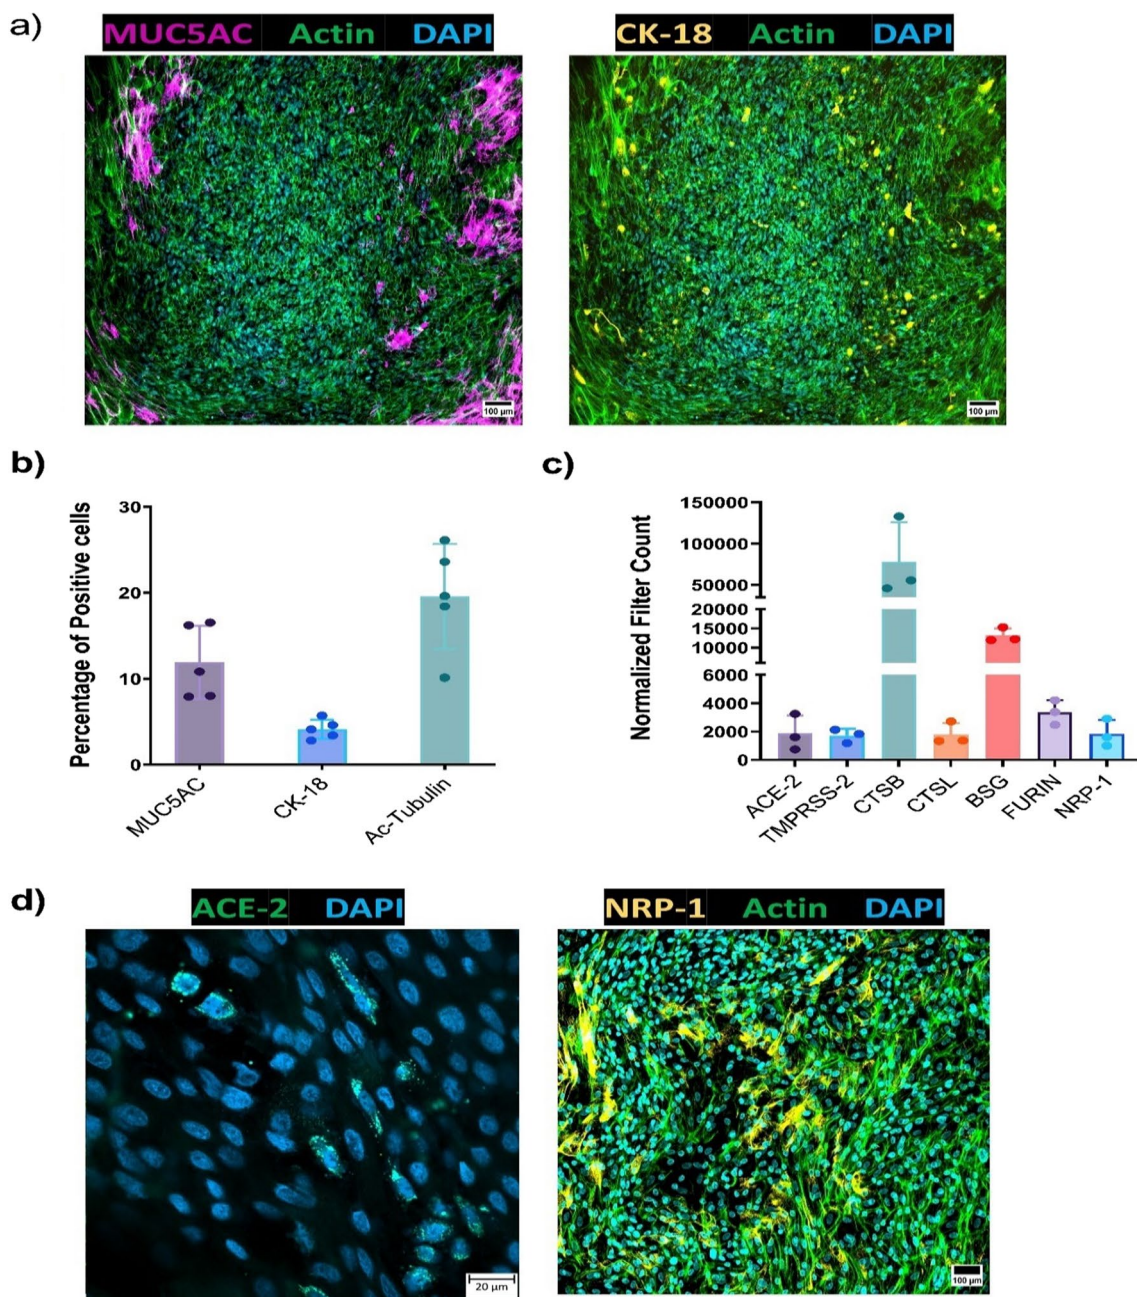 a)
MUC5AC Actin DAPI
CK-18 Actin DAPI
100 µm
100 µm
b)
Percentage of Positive cells
30
20
10
0
MUC5AC
CK-18
Ac-Tubulin
c)
Normalized Filter Count
150000
100000
50000
20000
15000
10000
6000
4000
2000
0
ACE-2
TMPRSS-2
CTSB
CTSL
BSG
FURIN
NRP-1
d)
ACE-2 DAPI
NRP-1 Actin DAPI
20 µm
100 µm